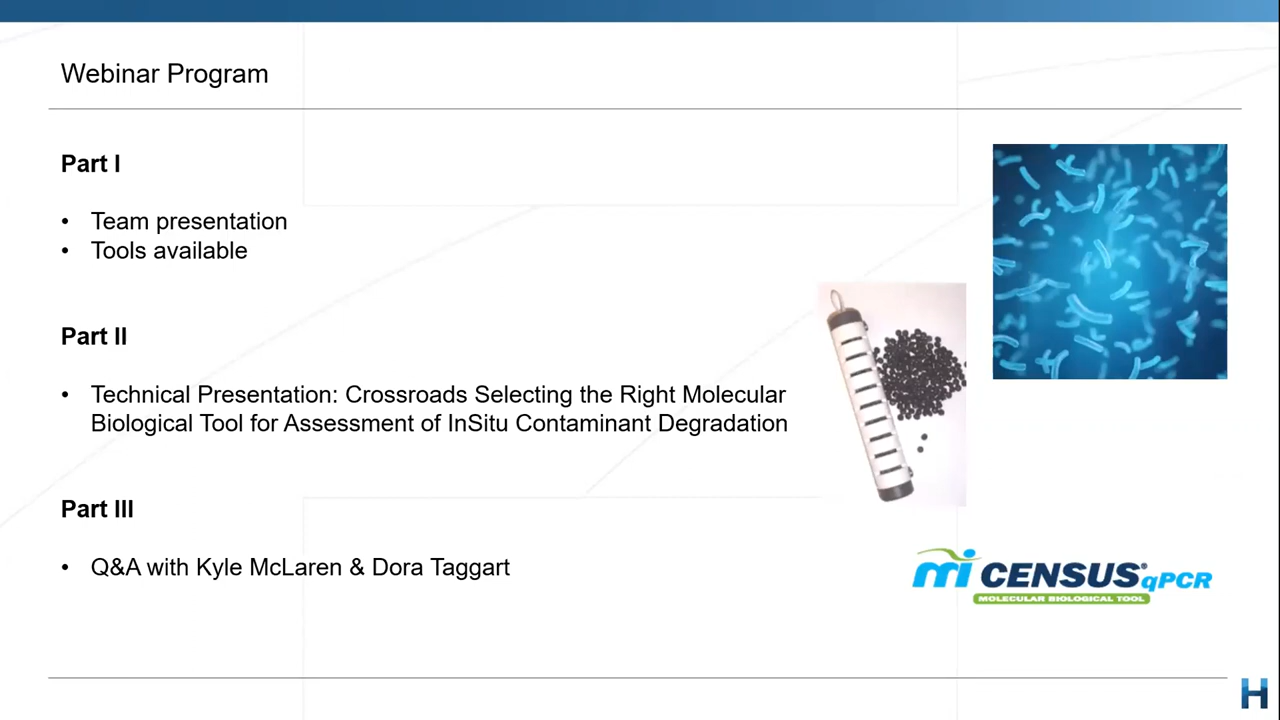 Webinar Program
Part I
• Team presentation
• Tools available
Part II
• Technical Presentation: Crossroads Selecting the Right Molecular
Biological Tool for Assessment of InSitu Contaminant Degradation
Part III
• Q&A with Kyle McLaren & Dora Taggart
mi CENSUS® qPCR
MOLECULAR BIOLOGICAL TOOL
H